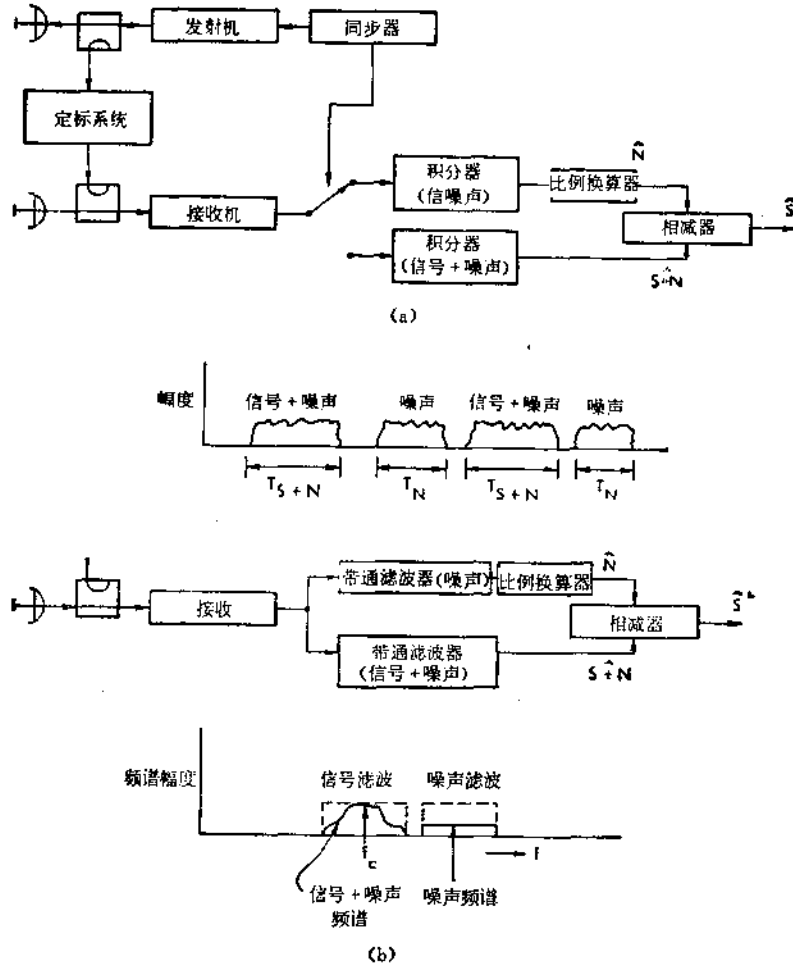 发射机
同步器
定标系统
接收机
积分器
(信噪声)
N̂
比例换算器
相减器
Ŝ
积分器
(信号+噪声)
S+̂N
(a)
幅度
信号+噪声
噪声
信号+噪声
噪声
T S+N
T N
T S+N
T N
接收
带通滤波器(噪声)
比例换算器
N̂
相减器
带通滤波器
(信号+噪声)
S+̂N
频谱幅度
信号滤波
噪声滤波
f c
f
信号+噪声
频谱
噪声频谱
(b)